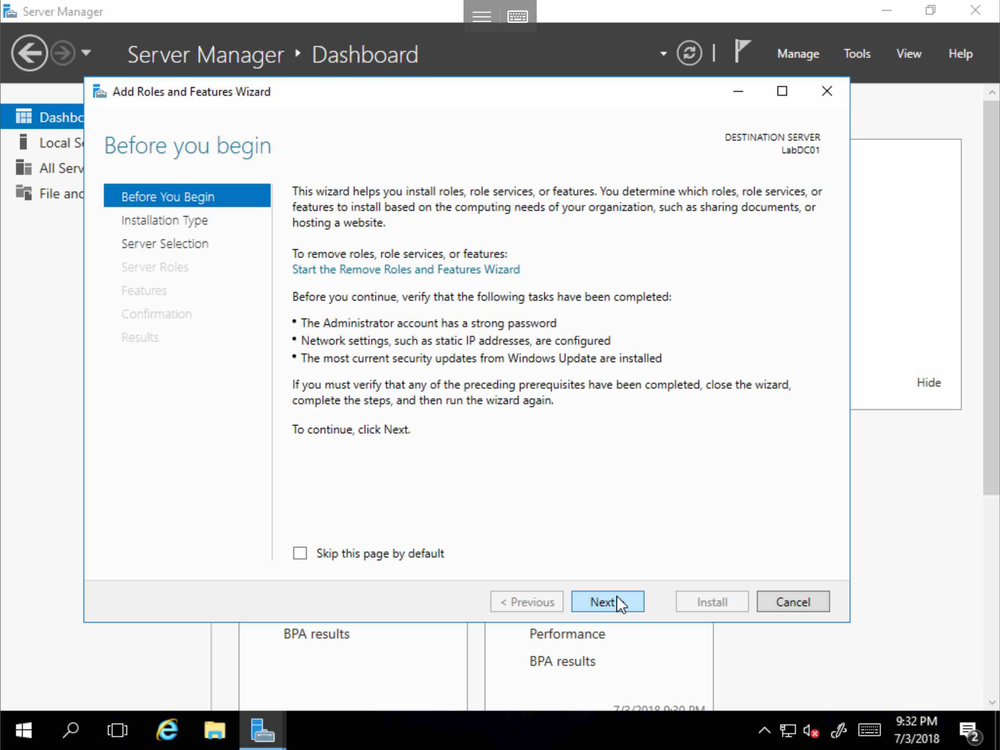 Server Manager
Server Manager ‣ Dashboard
Manage Tools View Help
Dashbo
Local Se
All Serv
File and
Add Roles and Features Wizard
Before you begin
DESTINATION SERVER
LabDC01
Before You Begin
Installation Type
Server Selection
Server Roles
Features
Confirmation
Results
This wizard helps you install roles, role services, or features. You determine which roles, role services, or
features to install based on the computing needs of your organization, such as sharing documents, or
hosting a website.
To remove roles, role services, or features:
Start the Remove Roles and Features Wizard
Before you continue, verify that the following tasks have been completed:
• The Administrator account has a strong password
• Network settings, such as static IP addresses, are configured
• The most current security updates from Windows Update are installed
If you must verify that any of the preceding prerequisites have been completed, close the wizard,
complete the steps, and then run the wizard again.
To continue, click Next.
Skip this page by default
< Previous
Next
Install
Cancel
Hide
BPA results
Performance
BPA results
7/3/2018 9:30 PM
9:32 PM
7/3/2018
2